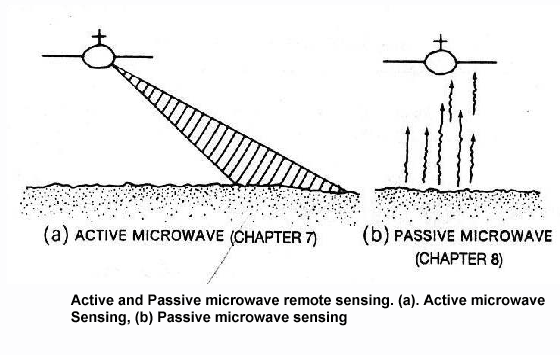 (a) ACTIVE MICROWAVE (CHAPTER 7)
(b) PASSIVE MICROWAVE
(CHAPTER 8)
Active and Passive microwave remote sensing. (a). Active microwave
Sensing, (b) Passive microwave sensing